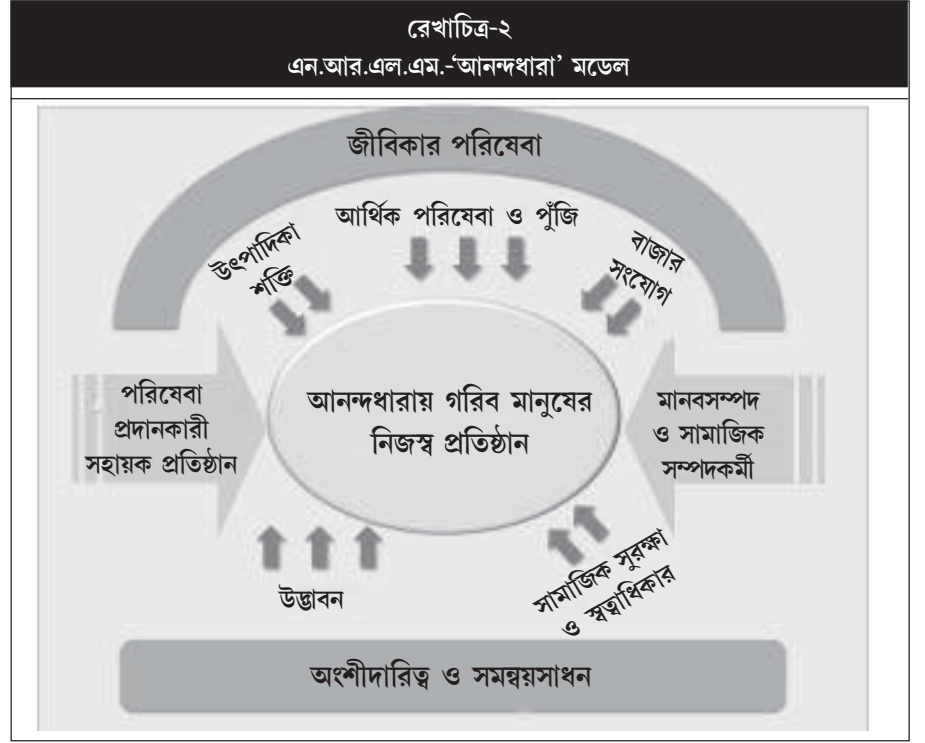 রেখাচিত্র-২
এন.আর.এল.এম.-‘আনন্দধারা’ মডেল
জীবিকার পরিষেবা
আর্থিক পরিষেবা ও পুঁজি
উৎপাদিকা
শক্তি
বাজার
সংযোগ
পরিষেবা
প্রদানকারী
সহায়ক প্রতিষ্ঠান
আনন্দধারায় গরিব মানুষের
নিজস্ব প্রতিষ্ঠান
মানবসম্পদ
ও সামাজিক
সম্পদকর্মী
উদ্ভাবন
সামাজিক সুরক্ষা
ও স্বত্বাধিকার
অংশীদারিত্ব ও সমন্বয়সাধন